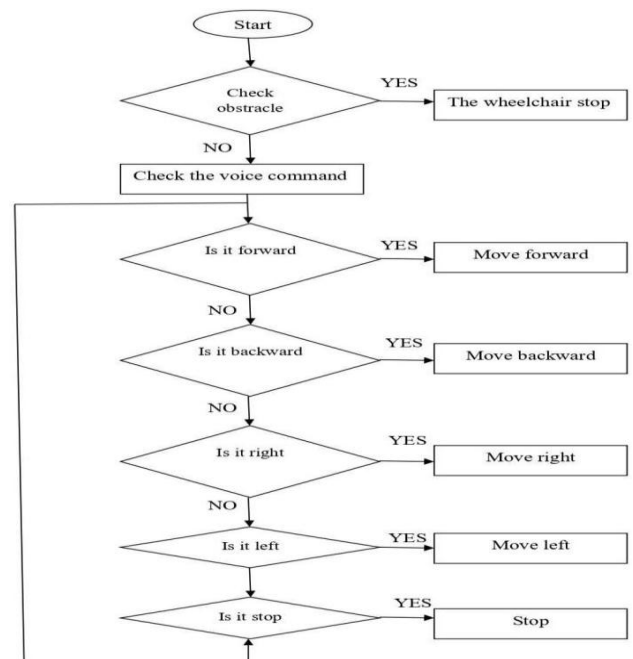 Start
Check
obstracle
YES
The wheelchair stop
NO
Check the voice command
Is it forward
YES
Move forward
NO
Is it backward
YES
Move backward
NO
Is it right
YES
Move right
NO
Is it left
YES
Move left
Is it stop
YES
Stop